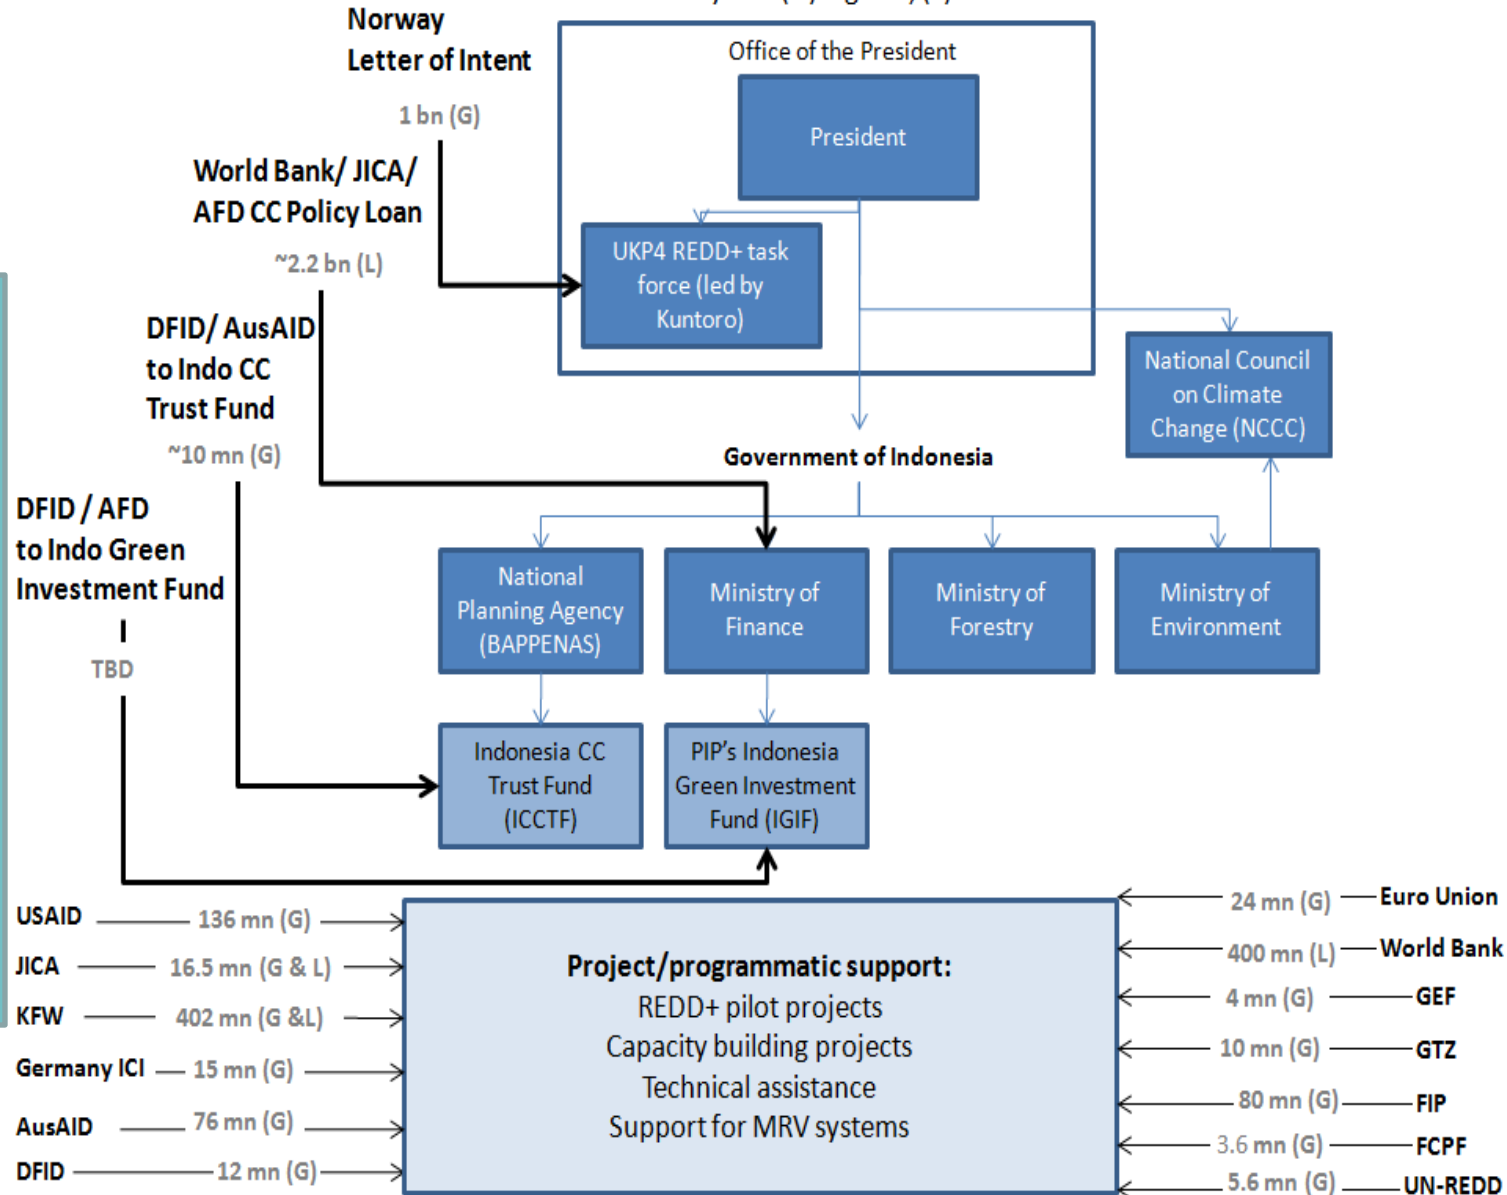 Norway
Letter of Intent
1 bn (G)
Office of the President
President
World Bank/ JICA/
AFD CC Policy Loan
~2.2 bn (L)
UKP4 REDD+ task
force (led by
Kuntoro)
DFID/ AusAID
to Indo CC
Trust Fund
~10 mn (G)
National Council
on Climate
Change (NCCC)
Government of Indonesia
DFID / AFD
to Indo Green
Investment Fund
TBD
National
Planning Agency
(BAPPENAS)
Ministry of
Finance
Ministry of
Forestry
Ministry of
Environment
Indonesia CC
Trust Fund
(ICCTF)
PIP's Indonesia
Green Investment
Fund (IGIF)
USAID 136 mn (G)
JICA 16.5 mn (G & L)
KFW 402 mn (G &L)
Germany ICI 15 mn (G)
AusAID 76 mn (G)
DFID 12 mn (G)
Project/programmatic support:
REDD+ pilot projects
Capacity building projects
Technical assistance
Support for MRV systems
24 mn (G) Euro Union
400 mn (L) World Bank
4 mn (G) GEF
10 mn (G) GTZ
80 mn (G) FIP
3.6 mn (G) FCPF
5.6 mn (G) UN-REDD